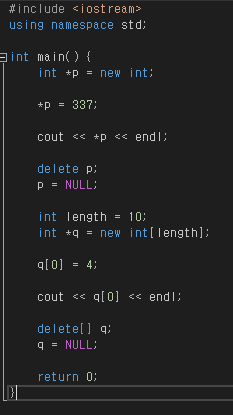 #include <iostream>
using namespace std;
int main() {
int *p = new int;
*p = 337;
cout << *p << endl;
delete p;
p = NULL;
int length = 10;
int *q = new int[length];
q[0] = 4;
cout << q[0] << endl;
delete[] q;
q = NULL;
return 0;
}